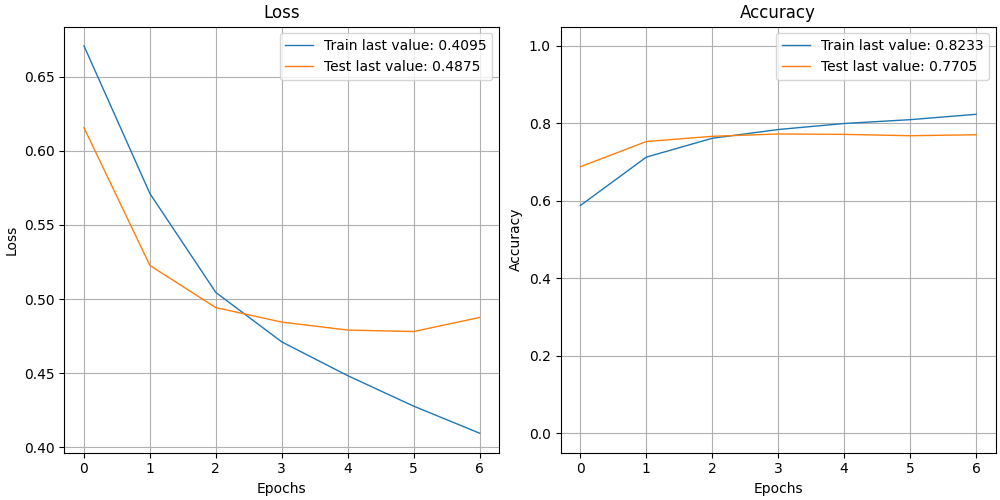 Loss
Train last value: 0.4095
Test last value: 0.4875
0.65
0.60
0.55
0.50
0.45
0.40
Loss
0 1 2 3 4 5 6
Epochs
Accuracy
Train last value: 0.8233
Test last value: 0.7705
1.0
0.8
0.6
0.4
0.2
0.0
Accuracy
0 1 2 3 4 5 6
Epochs